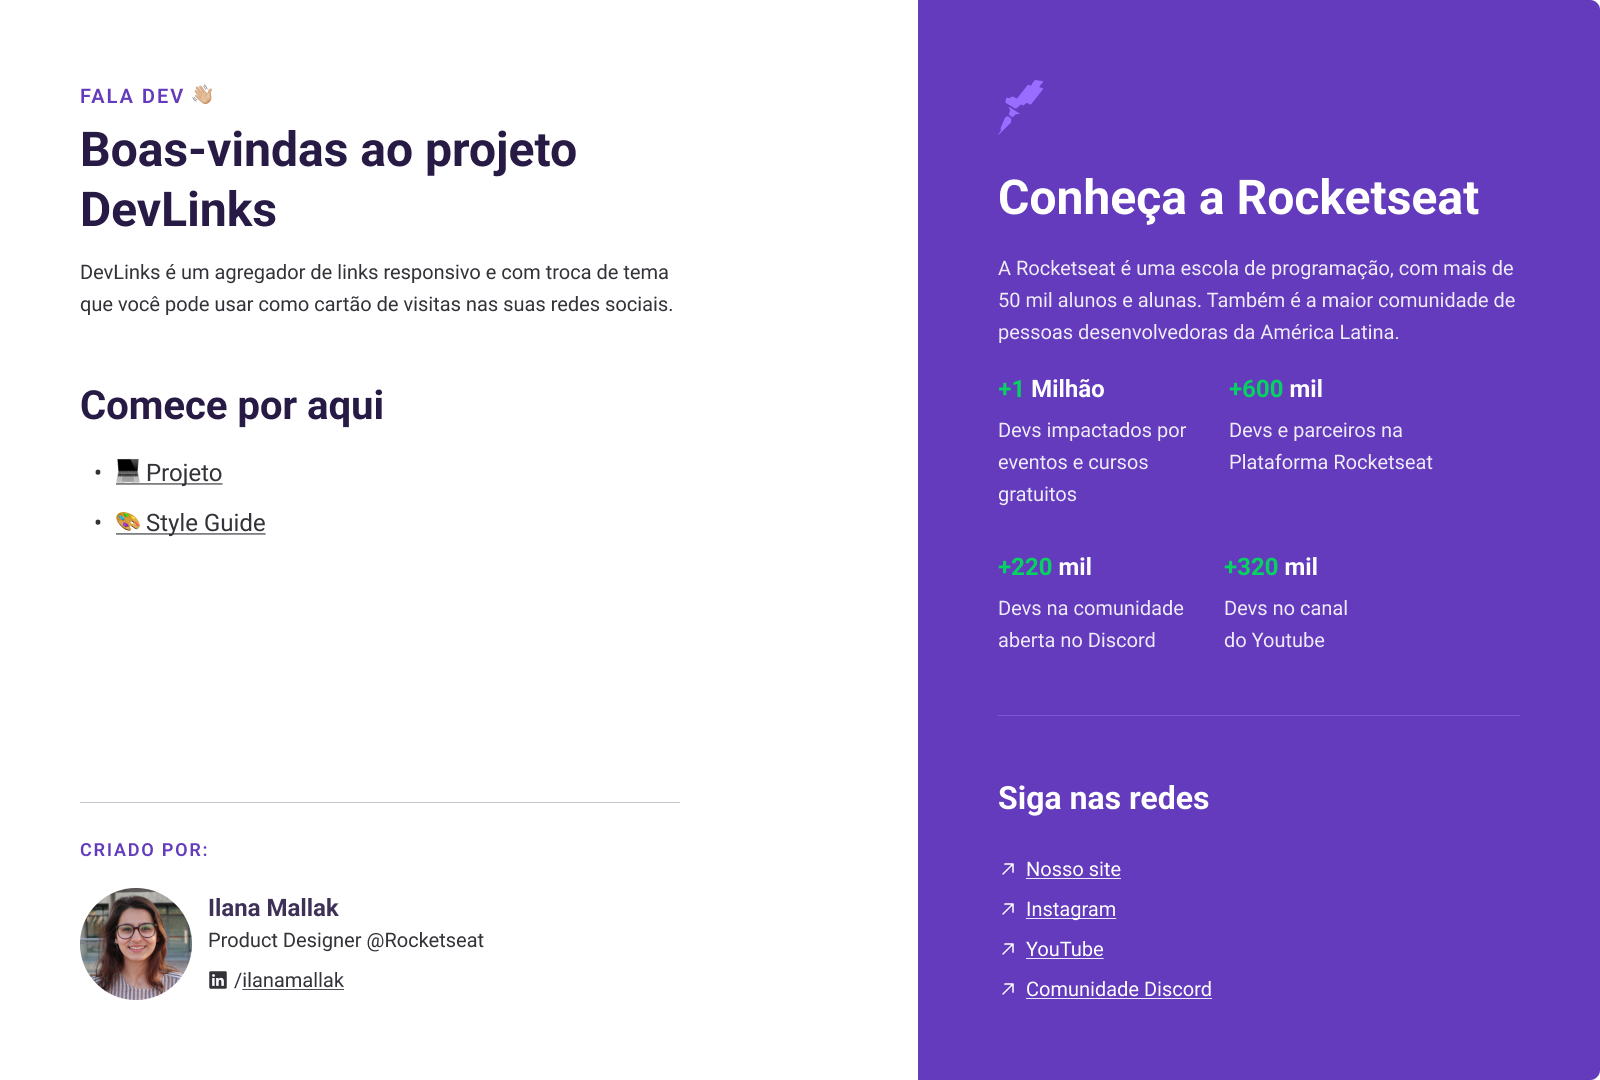 FALA DEV 👋🏼
Boas-vindas ao projeto
DevLinks
DevLinks é um agregador de links responsivo e com troca de tema
que você pode usar como cartão de visitas nas suas redes sociais.
Comece por aqui
• 💻 Projeto
• 🎨 Style Guide
CRIADO POR:
Ilana Mallak
Product Designer @Rocketseat
in /ilanamallak
Conheça a Rocketseat
A Rocketseat é uma escola de programação, com mais de
50 mil alunos e alunas. Também é a maior comunidade de
pessoas desenvolvedoras da América Latina.
+1 Milhão
Devs impactados por
eventos e cursos
gratuitos
+600 mil
Devs e parceiros na
Plataforma Rocketseat
+220 mil
Devs na comunidade
aberta no Discord
+320 mil
Devs no canal
do Youtube
Siga nas redes
Nosso site
Instagram
YouTube
Comunidade Discord